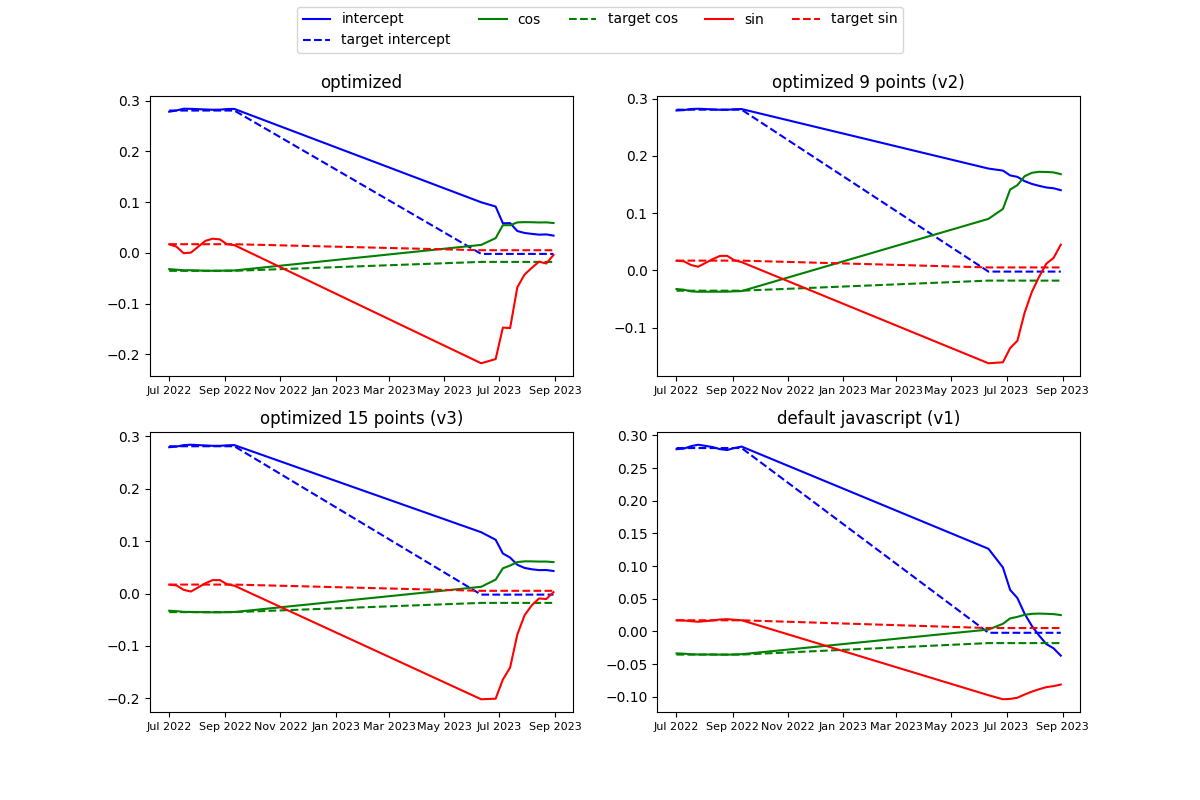 intercept cos target cos sin target sin
target intercept
optimized
0.3
0.2
0.1
0.0
−0.1
−0.2
Jul 2022 Sep 2022 Nov 2022 Jan 2023 Mar 2023 May 2023 Jul 2023 Sep 2023
optimized 9 points (v2)
0.3
0.2
0.1
0.0
−0.1
Jul 2022 Sep 2022 Nov 2022 Jan 2023 Mar 2023 May 2023 Jul 2023 Sep 2023
optimized 15 points (v3)
0.3
0.2
0.1
0.0
−0.1
−0.2
Jul 2022 Sep 2022 Nov 2022 Jan 2023 Mar 2023 May 2023 Jul 2023 Sep 2023
default javascript (v1)
0.30
0.25
0.20
0.15
0.10
0.05
0.00
−0.05
−0.10
Jul 2022 Sep 2022 Nov 2022 Jan 2023 Mar 2023 May 2023 Jul 2023 Sep 2023